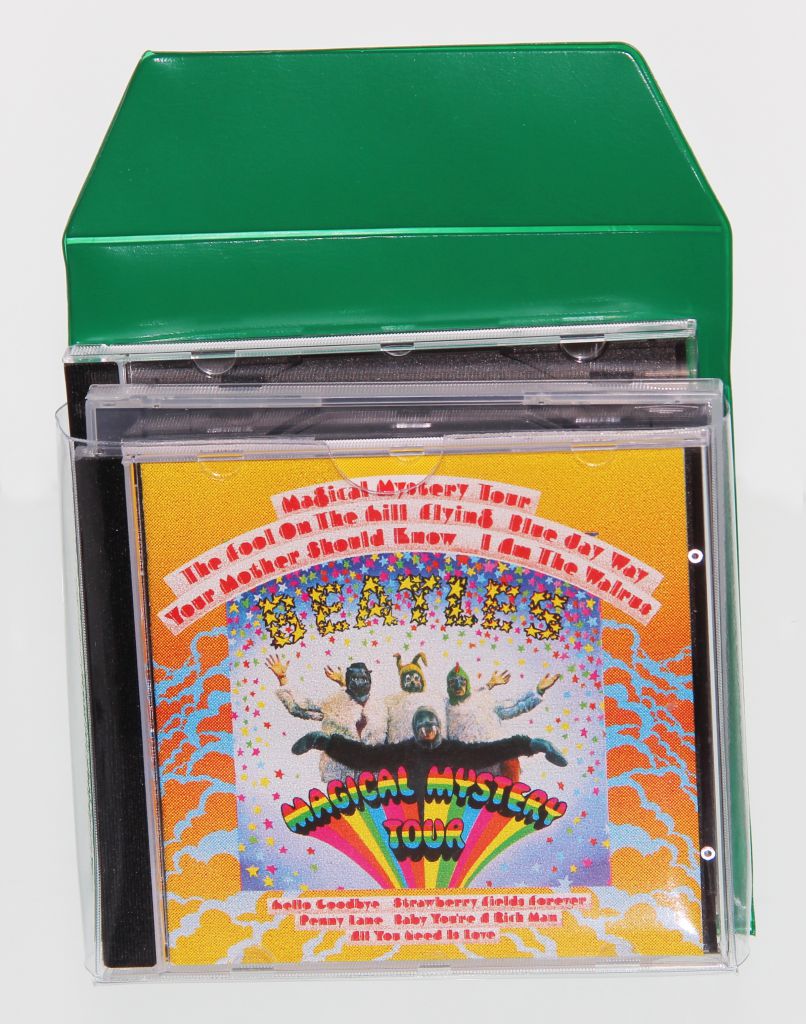 Magical Mystery Tour
The Fool On The Hill Flying Blue Jay Way
Your Mother Should Know I Am The Walrus
BEATLES
MAGICAL MYSTERY
TOUR
Hello Goodbye Strawberry Fields Forever
Penny Lane Baby You're A Rich Man
All You Need Is Love